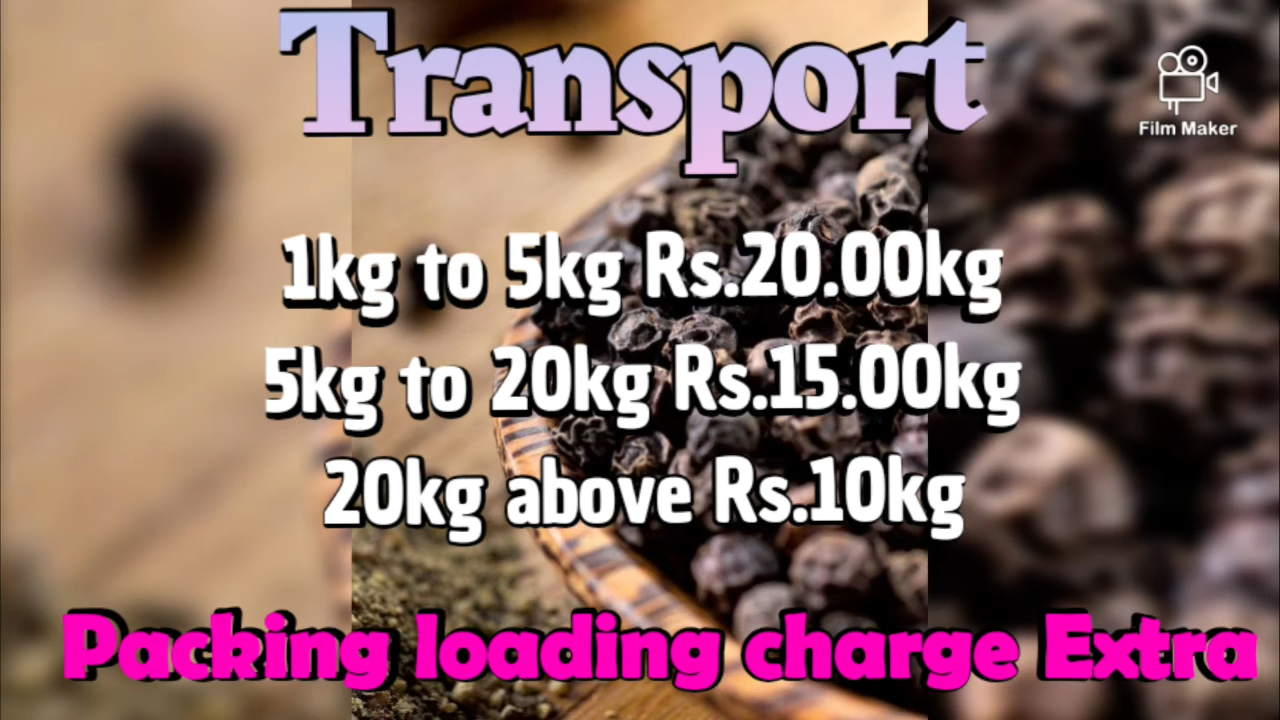 Transport
Film Maker
1kg to 5kg Rs.20.00kg
5kg to 20kg Rs.15.00kg
20kg above Rs.10kg
Packing loading charge Extra